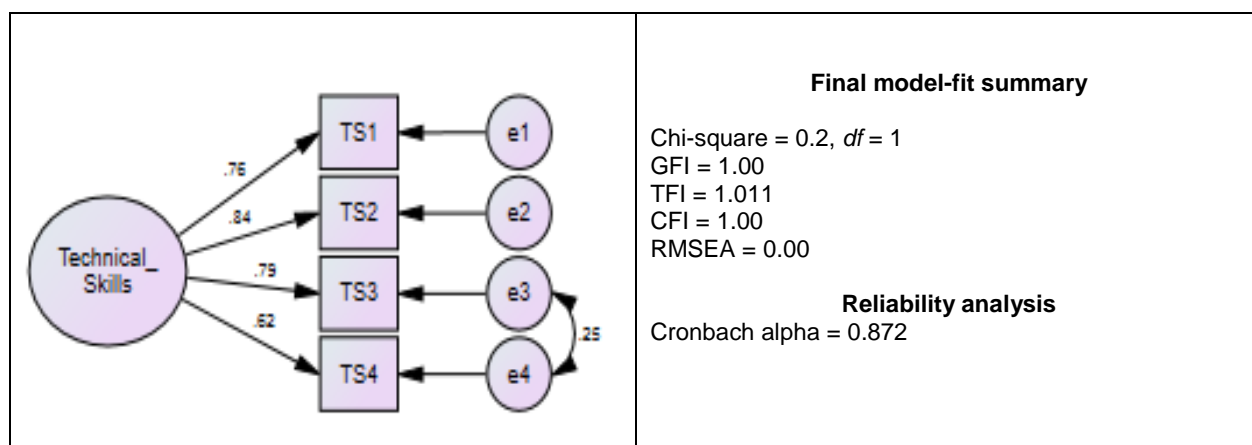 TS1
e1
.76
TS2
e2
.84
Technical_
Skills
.79
TS3
e3
.62
.25
TS4
e4
Final model-fit summary
Chi-square = 0.2, df = 1
GFI = 1.00
TFI = 1.011
CFI = 1.00
RMSEA = 0.00
Reliability analysis
Cronbach alpha = 0.872